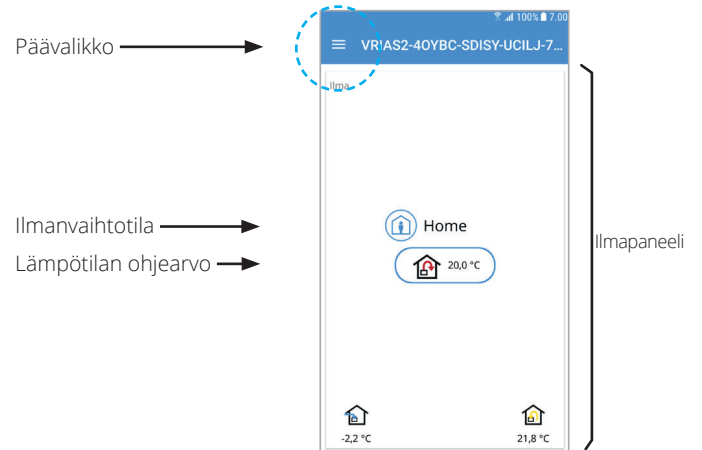 100% 7.00
Päävalikko
VRIAS2-4OYBC-SDISY-UCILJ-7...
Ilma
Ilmanvaihtotila
Home
Ilmapaneeli
Lämpötilan ohjearvo
20,0 °C
-2,2 °C
21,8 °C